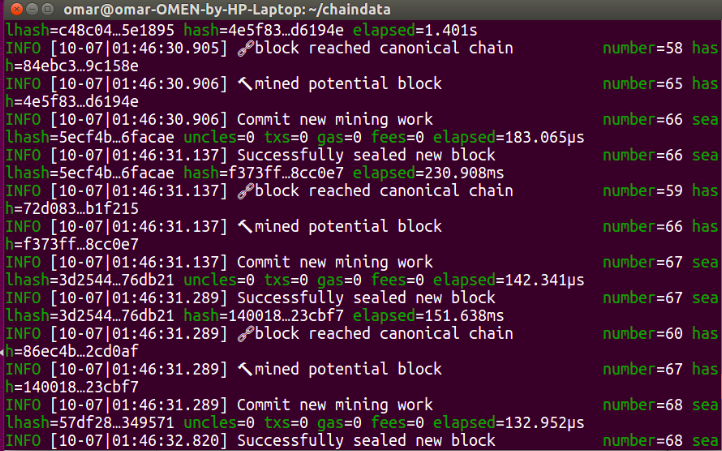 omar@omar-OMEN-by-HP-Laptop: ~/chaindata
lhash=c48c04…5e1895 hash=4e5f83…d6194e elapsed=1.401s
INFO [10-07|01:46:30.905] 🔗block reached canonical chain number=58 has
h=84ebc3…9c158e
INFO [10-07|01:46:30.906] 🔨mined potential block number=65 has
h=4e5f83…d6194e
INFO [10-07|01:46:30.906] Commit new mining work number=66 sea
lhash=5ecf4b…6facae uncles=0 txs=0 gas=0 fees=0 elapsed=183.065µs
INFO [10-07|01:46:31.137] Successfully sealed new block number=66 sea
lhash=5ecf4b…6facae hash=f373ff…8cc0e7 elapsed=230.908ms
INFO [10-07|01:46:31.137] 🔗block reached canonical chain number=59 has
h=72d083…b1f215
INFO [10-07|01:46:31.137] 🔨mined potential block number=66 has
h=f373ff…8cc0e7
INFO [10-07|01:46:31.137] Commit new mining work number=67 sea
lhash=3d2544…76db21 uncles=0 txs=0 gas=0 fees=0 elapsed=142.341µs
INFO [10-07|01:46:31.289] Successfully sealed new block number=67 sea
lhash=3d2544…76db21 hash=140018…23cbf7 elapsed=151.638ms
INFO [10-07|01:46:31.289] 🔗block reached canonical chain number=60 has
h=86ec4b…2cd0af
INFO [10-07|01:46:31.289] 🔨mined potential block number=67 has
h=140018…23cbf7
INFO [10-07|01:46:31.289] Commit new mining work number=68 sea
lhash=57df28…349571 uncles=0 txs=0 gas=0 fees=0 elapsed=132.952µs
INFO [10-07|01:46:32.820] Successfully sealed new block number=68 sea